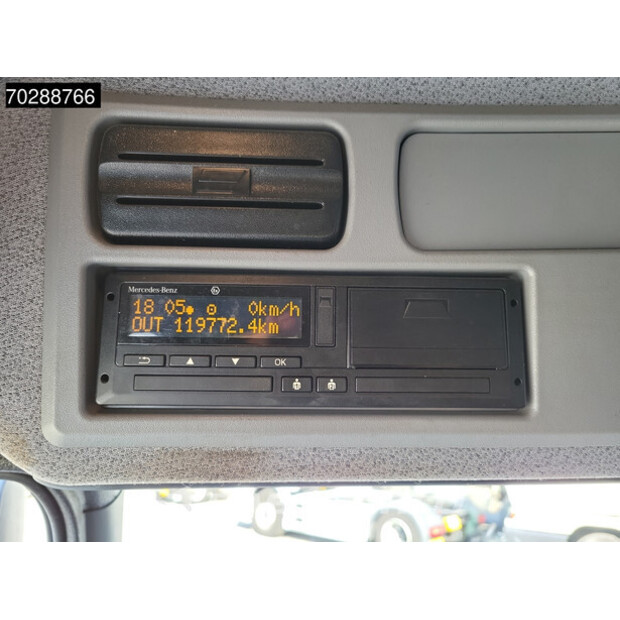 70288766
Mercedes-Benz
18 05 0km/h
OUT 119772.4km
OK